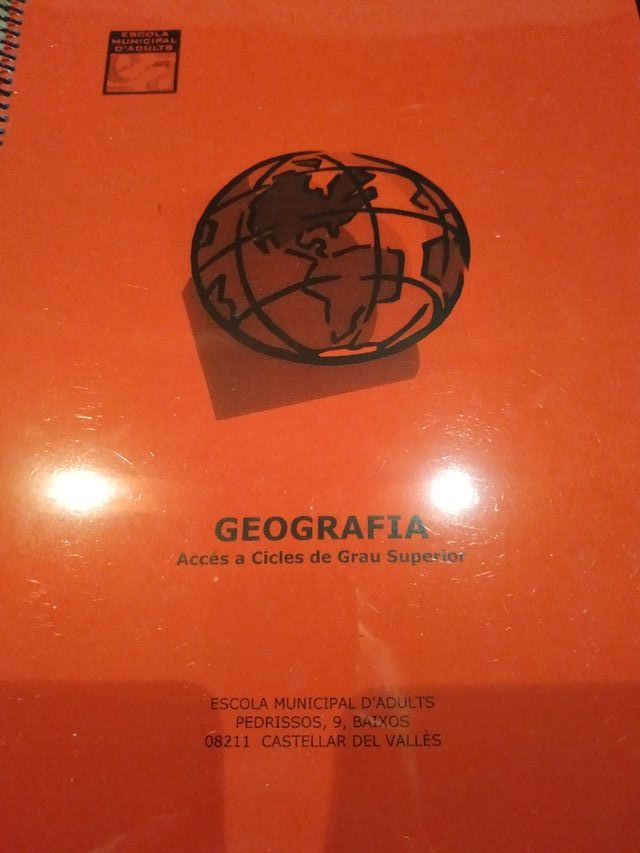 ESCOLA
MUNICIPAL
D'ADULTS
GEOGRAFIA
Accés a Cicles de Grau Superior
ESCOLA MUNICIPAL D'ADULTS
PEDRISSOS, 9, BAIXOS
08211 CASTELLAR DEL VALLÈS